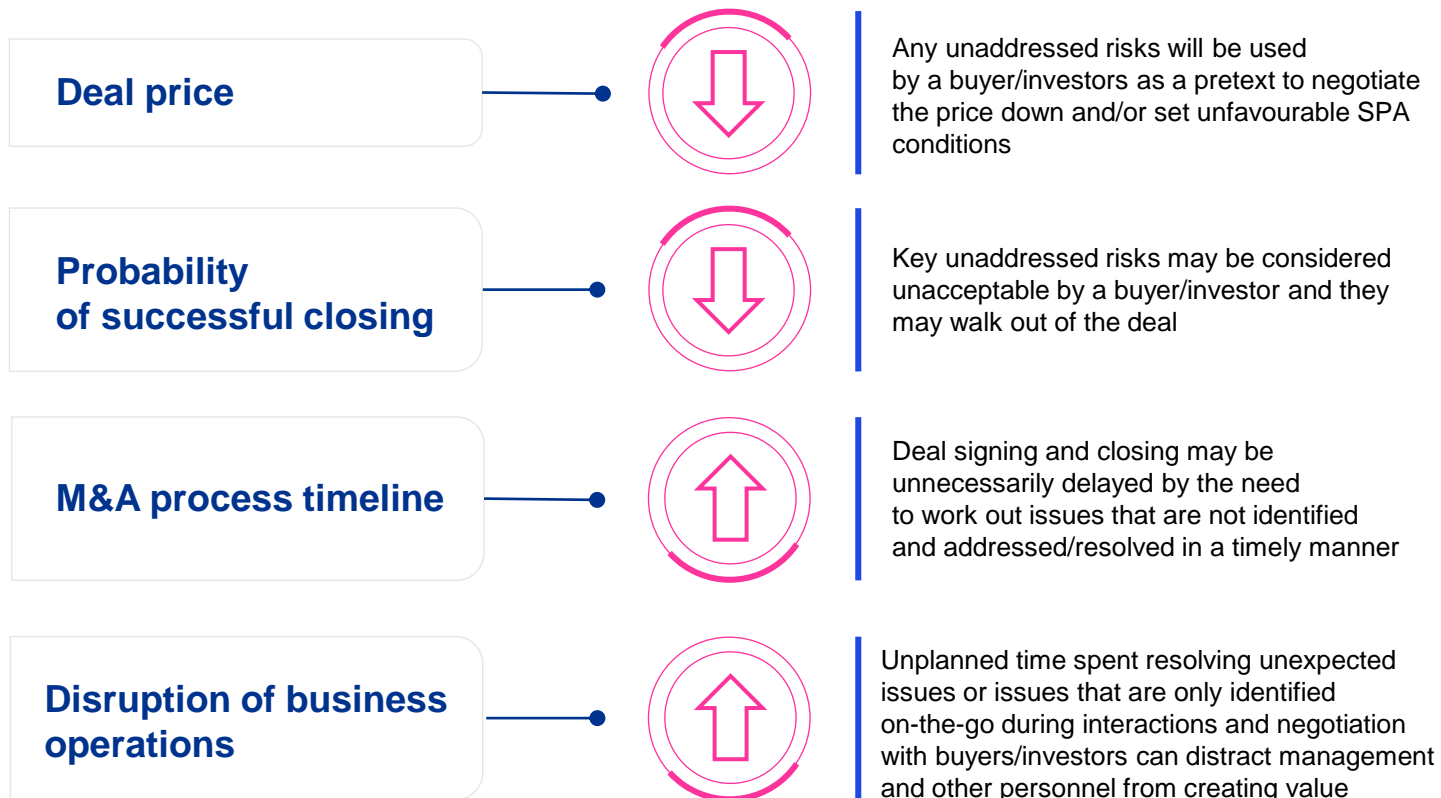 Deal price
Any unaddressed risks will be used
by a buyer/investors as a pretext to negotiate
the price down and/or set unfavourable SPA
conditions
Probability
of successful closing
Key unaddressed risks may be considered
unacceptable by a buyer/investor and they
may walk out of the deal
M&A process timeline
Deal signing and closing may be
unnecessarily delayed by the need
to work out issues that are not identified
and addressed/resolved in a timely manner
Disruption of business
operations
Unplanned time spent resolving unexpected
issues or issues that are only identified
on-the-go during interactions and negotiation
with buyers/investors can distract management
and other personnel from creating value